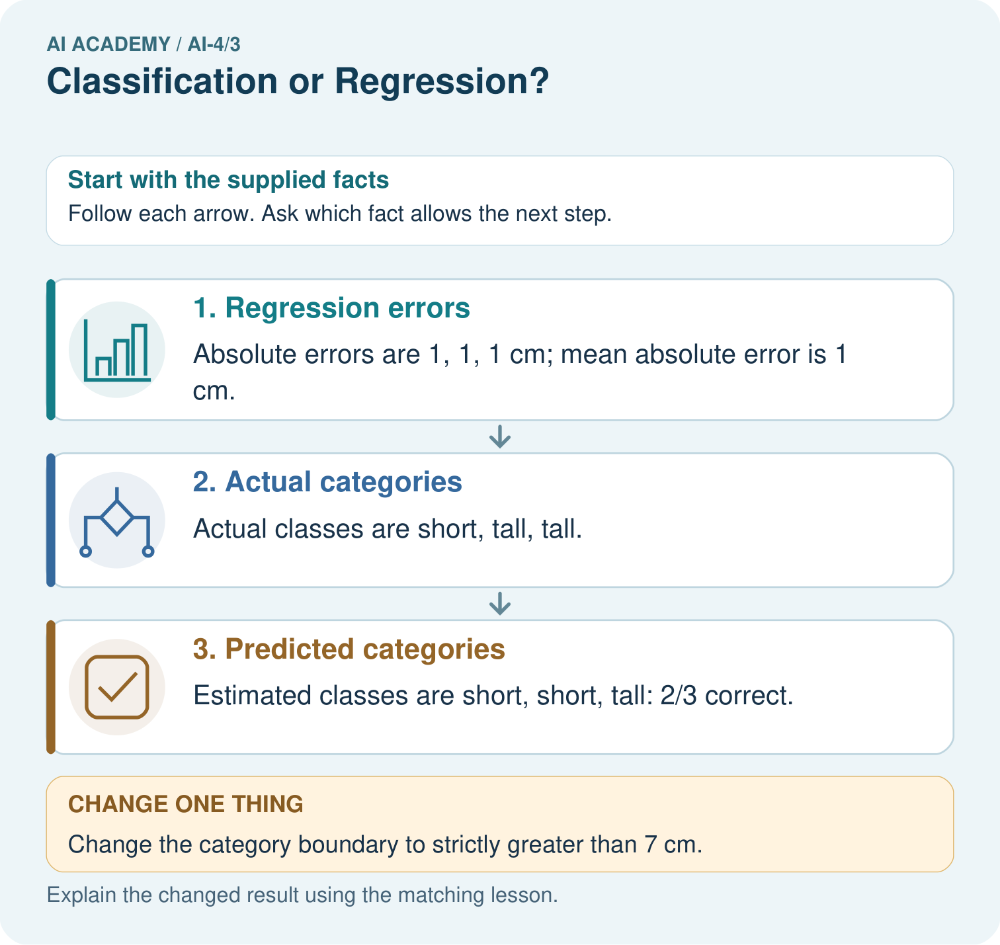 AI ACADEMY / AI-4/3
Classification or Regression?
Start with the supplied facts
Follow each arrow. Ask which fact allows the next step.
1. Regression errors
Absolute errors are 1, 1, 1 cm; mean absolute error is 1
cm.
2. Actual categories
Actual classes are short, tall, tall.
3. Predicted categories
Estimated classes are short, short, tall: 2/3 correct.
CHANGE ONE THING
Change the category boundary to strictly greater than 7 cm.
Explain the changed result using the matching lesson.